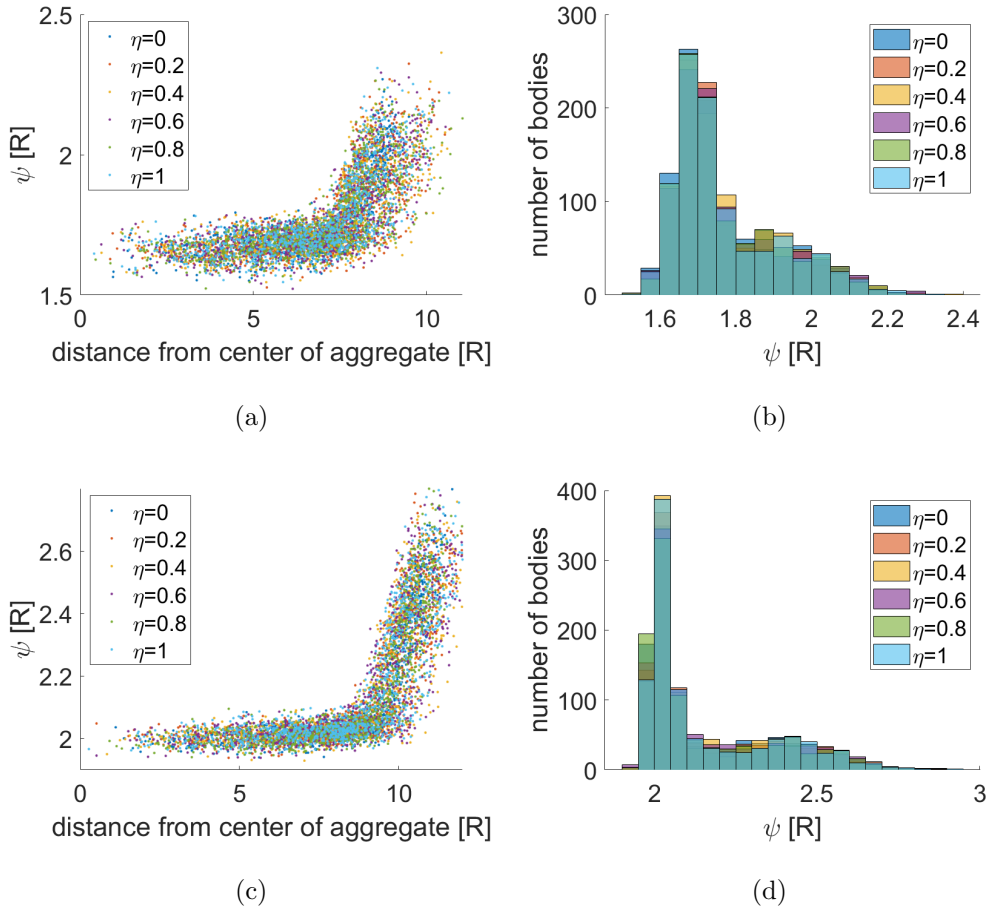 2.5
2
1.5
ψ [R]
η=0
η=0.2
η=0.4
η=0.6
η=0.8
η=1
0
5
10
distance from center of aggregate [R]
(a)
300
200
100
0
number of bodies
η=0
η=0.2
η=0.4
η=0.6
η=0.8
η=1
1.6
1.8
2
2.2
2.4
ψ [R]
(b)
2.6
2.4
2.2
2
ψ [R]
η=0
η=0.2
η=0.4
η=0.6
η=0.8
η=1
0
5
10
distance from center of aggregate [R]
(c)
400
300
200
100
0
number of bodies
η=0
η=0.2
η=0.4
η=0.6
η=0.8
η=1
2
2.5
3
ψ [R]
(d)